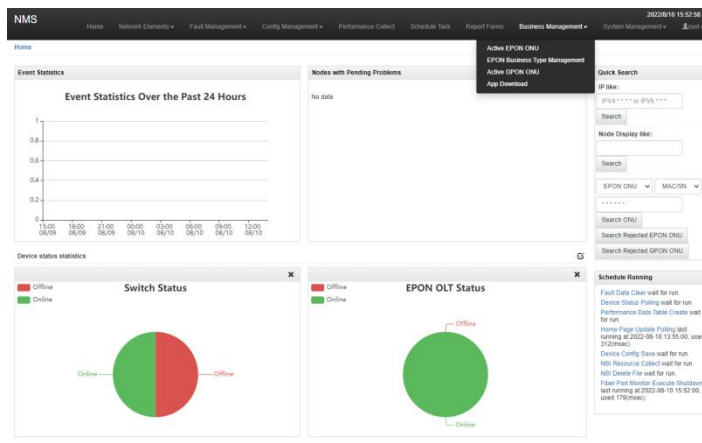 NMS
2022/8/10 15:52:58
Home Network Elements Fault Management Config Management Performance Collect Schedule Task Report Forms Business Management System Management root
Home
Active EPON ONU
EPON Business Type Management
Active GPON ONU
App Download
Event Statistics
Event Statistics Over the Past 24 Hours
1
0.8
0.6
0.4
0.2
0
15:00 18:00 21:00 00:00 03:00 06:00 09:00 12:00
08/09 08/09 08/09 08/10 08/10 08/10 08/10 08/10
Nodes with Pending Problems
No data
Quick Search
IP like:
IPV4 *.*.*.* or IPV6 *:*:*
Search
Node Display like:
Search
EPON ONU MAC/SN
******
Search ONU
Search Rejected EPON ONU
Search Rejected GPON ONU
Device status statistics
Offline
Online
Switch Status
Online
Offline
Offline
Online
EPON OLT Status
Offline
Online
Schedule Running
Fault Data Clear wait for run.
Device Status Polling wait for run.
Performance Data Table Create wait
for run.
Home Page Update Polling last
running at:2022-08-10 13:55:00, used
312(msec)
Device Config Save wait for run.
NBI Resource Collect wait for run.
NBI Delete File wait for run.
Fiber Port Monitor Execute Shutdown
last running at:2022-08-10 15:52:00,
used 179(msec)